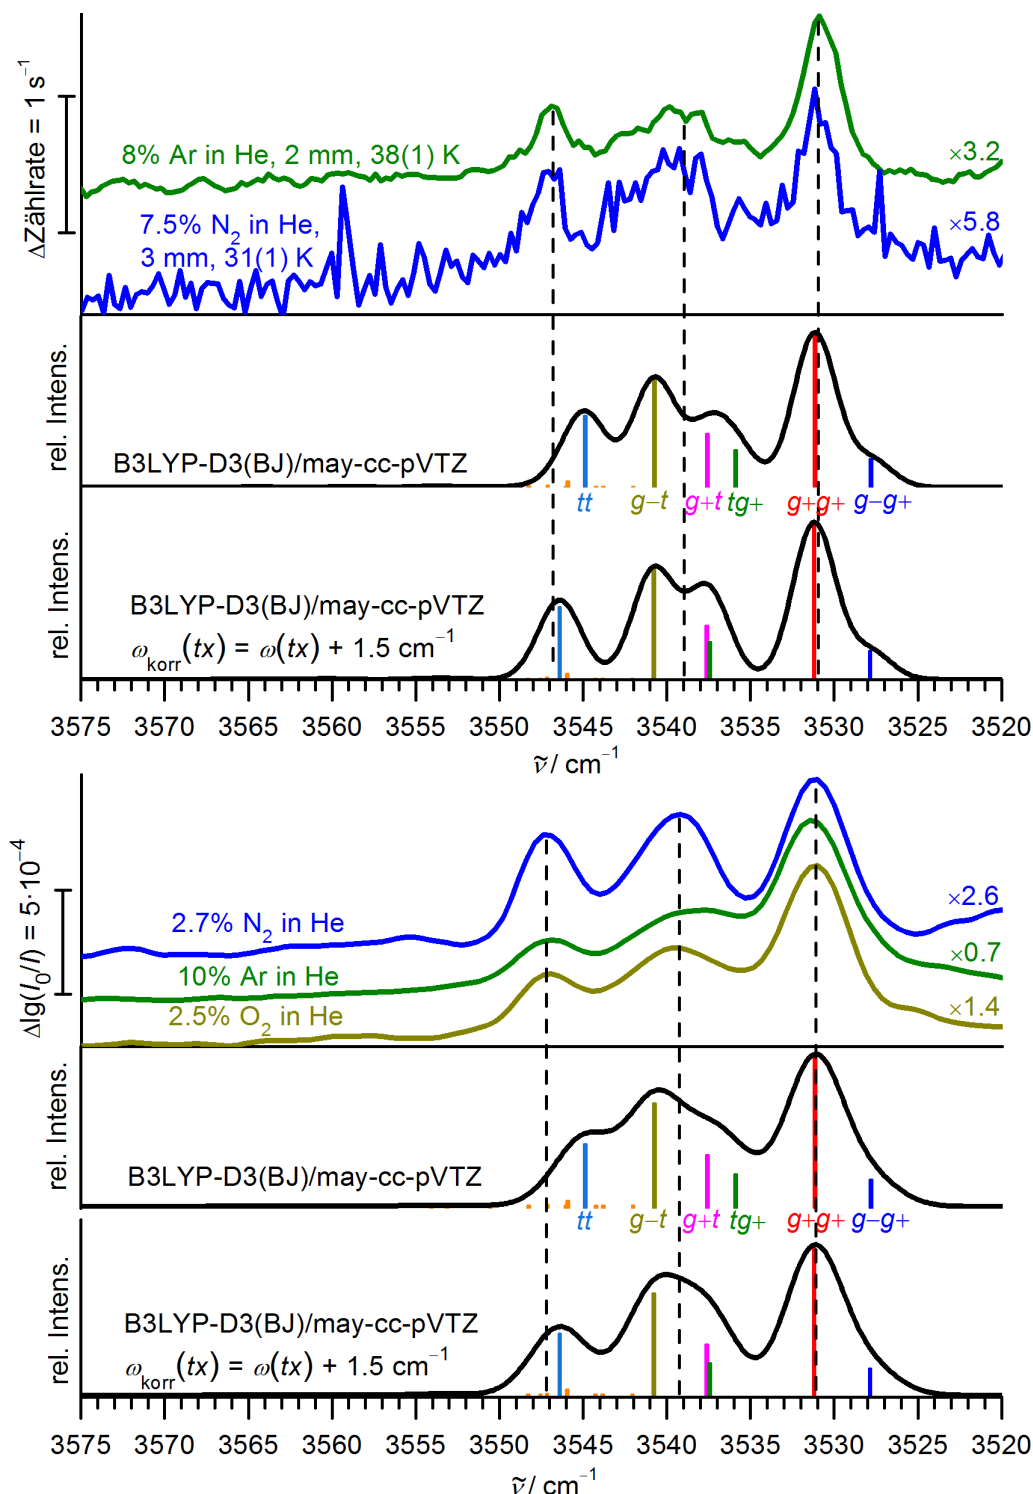 ΔZählrate = 1 s⁻¹
8% Ar in He, 2 mm, 38(1) K
×3.2
7.5% N₂ in He,
3 mm, 31(1) K
×5.8
rel. Intens.
B3LYP-D3(BJ)/may-cc-pVTZ
tt g−t g+t tg+ g+g+ g−g+
rel. Intens.
B3LYP-D3(BJ)/may-cc-pVTZ
ω_korr(tx) = ω(tx) + 1.5 cm⁻¹
3575 3570 3565 3560 3555 3550 3545 3540 3535 3530 3525 3520
ṽ / cm⁻¹
Δlg(I₀/I) = 5·10⁻⁴
2.7% N₂ in He
×2.6
10% Ar in He
×0.7
2.5% O₂ in He
×1.4
rel. Intens.
B3LYP-D3(BJ)/may-cc-pVTZ
tt g−t g+t tg+ g+g+ g−g+
rel. Intens.
B3LYP-D3(BJ)/may-cc-pVTZ
ω_korr(tx) = ω(tx) + 1.5 cm⁻¹
3575 3570 3565 3560 3555 3550 3545 3540 3535 3530 3525 3520
ṽ / cm⁻¹